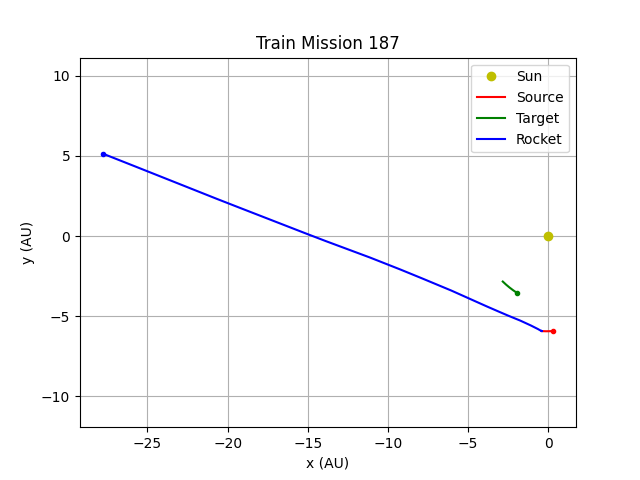 Train Mission 187
Sun
Source
Target
Rocket
y (AU)
10
5
0
−5
−10
−25
−20
−15
−10
−5
0
x (AU)